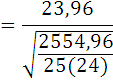 = 23,96 / √(2554,96 / 25(24))